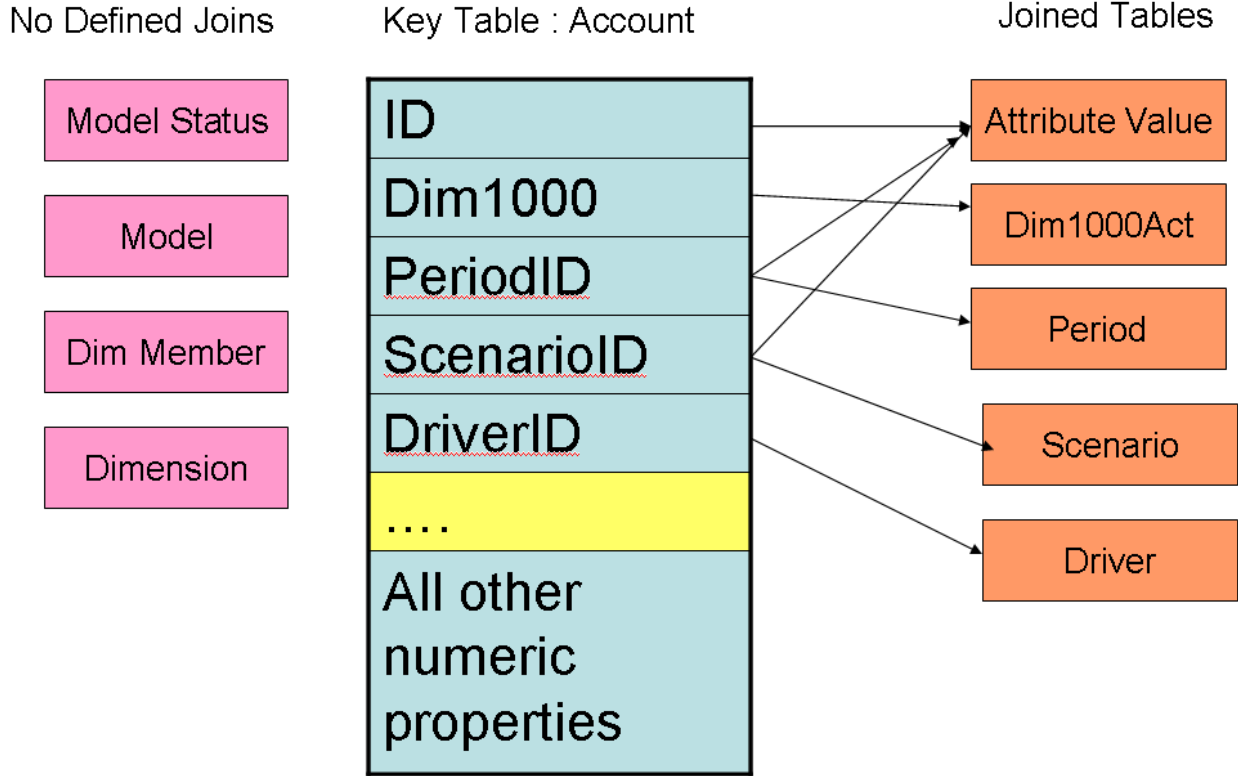 No Defined Joins
Key Table : Account
Joined Tables
Model Status
Model
Dim Member
Dimension
ID
Dim1000
PeriodID
ScenarioID
DriverID
....
All other
numeric
properties
Attribute Value
Dim1000Act
Period
Scenario
Driver